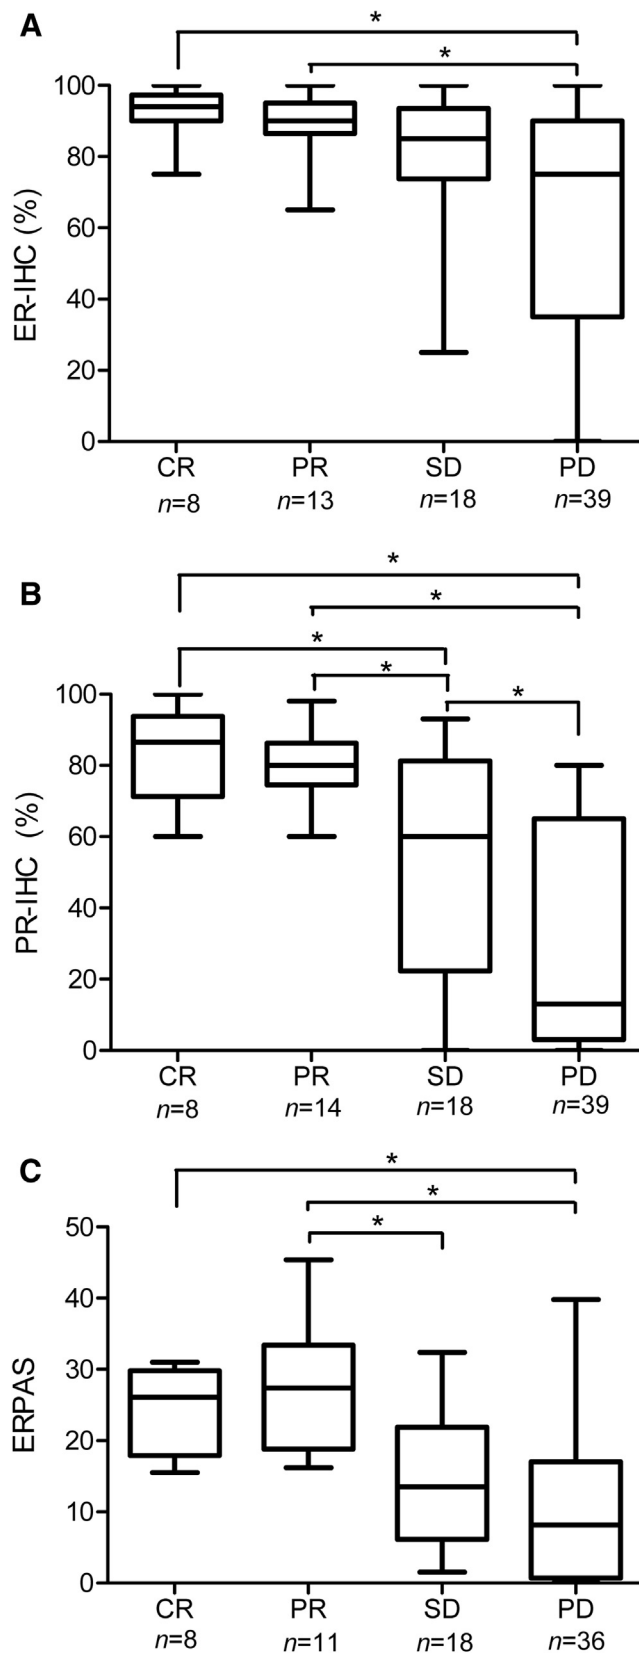 A
*
*
100
80
60
40
20
0
ER-IHC (%)
CR PR SD PD
n=8 n=13 n=18 n=39
B
*
*
*
*
*
100
80
60
40
20
0
PR-IHC (%)
CR PR SD PD
n=8 n=14 n=18 n=39
C
*
*
*
50
40
30
20
10
0
ERPAS
CR PR SD PD
n=8 n=11 n=18 n=36